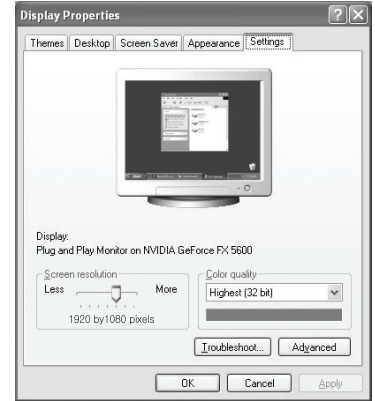 Display Properties
Themes Desktop Screen Saver Appearance Settings
Display:
Plug and Play Monitor on NVIDIA GeForce FX 5600
Screen resolution
Less More
1920 by1080 pixels
Color quality
Highest (32 bit)
Troubleshoot... Advanced
OK Cancel Apply